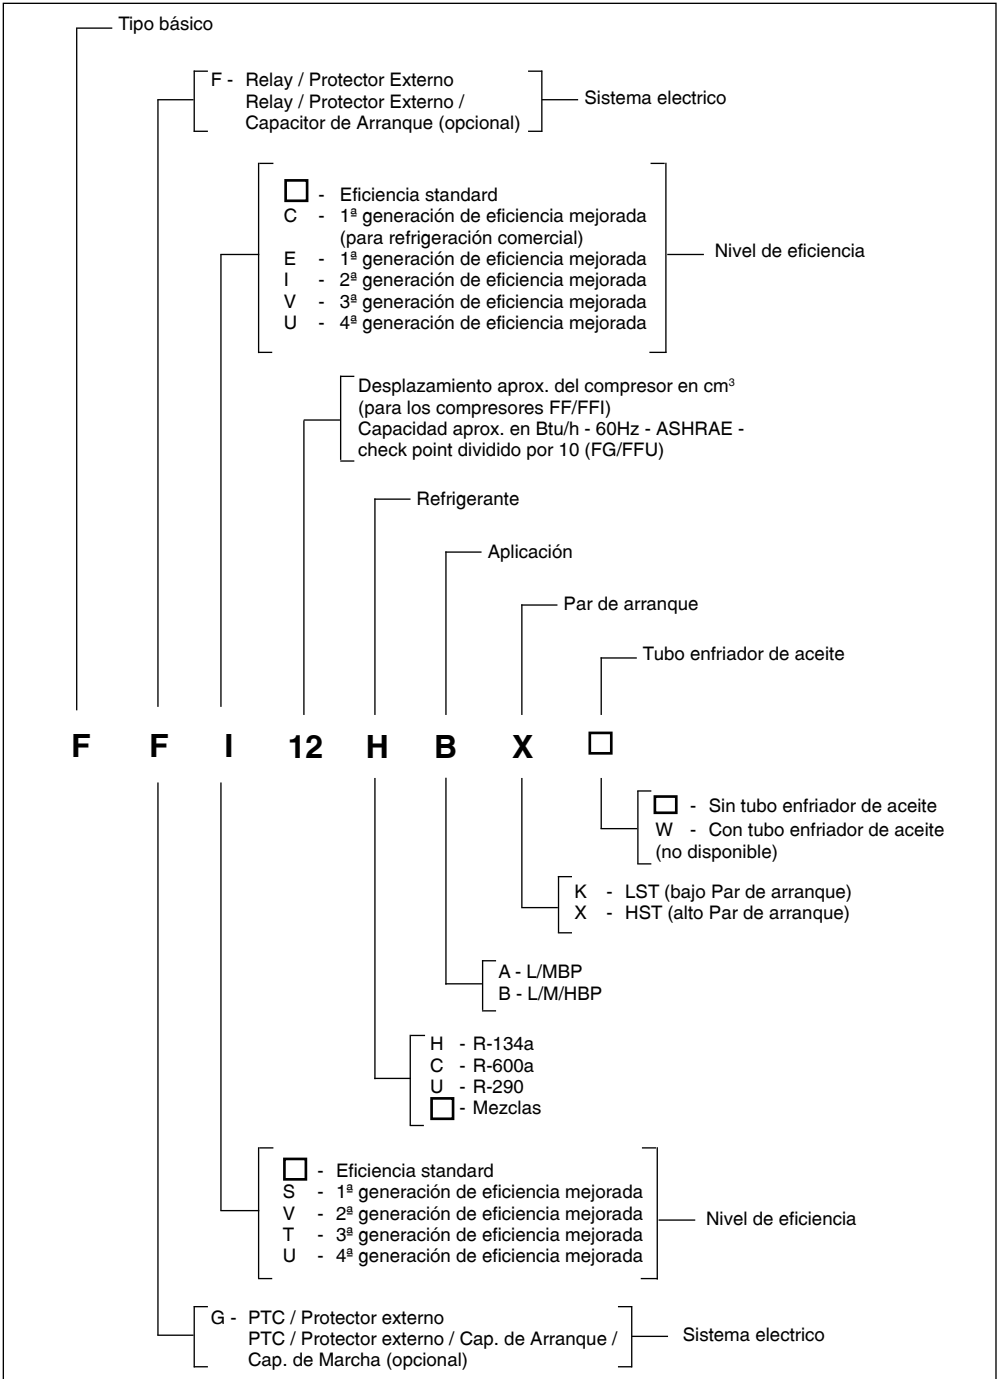 Tipo básico
F - Relay / Protector Externo
Relay / Protector Externo /
Capacitor de Arranque (opcional)
Sistema electrico
- Eficiencia standard
C - 1ª generación de eficiencia mejorada
(para refrigeración comercial)
E - 1ª generación de eficiencia mejorada
I - 2ª generación de eficiencia mejorada
V - 3ª generación de eficiencia mejorada
U - 4ª generación de eficiencia mejorada
Nivel de eficiencia
Desplazamiento aprox. del compresor en cm³
(para los compresores FF/FFI)
Capacidad aprox. en Btu/h - 60Hz - ASHRAE -
check point dividido por 10 (FG/FFU)
Refrigerante
Aplicación
Par de arranque
Tubo enfriador de aceite
F F I 12 H B X
- Sin tubo enfriador de aceite
W - Con tubo enfriador de aceite
(no disponible)
K - LST (bajo Par de arranque)
X - HST (alto Par de arranque)
A - L/MBP
B - L/M/HBP
H - R-134a
C - R-600a
U - R-290
- Mezclas
- Eficiencia standard
S - 1ª generación de eficiencia mejorada
V - 2ª generación de eficiencia mejorada
T - 3ª generación de eficiencia mejorada
U - 4ª generación de eficiencia mejorada
Nivel de eficiencia
G - PTC / Protector externo
PTC / Protector externo / Cap. de Arranque /
Cap. de Marcha (opcional)
Sistema electrico